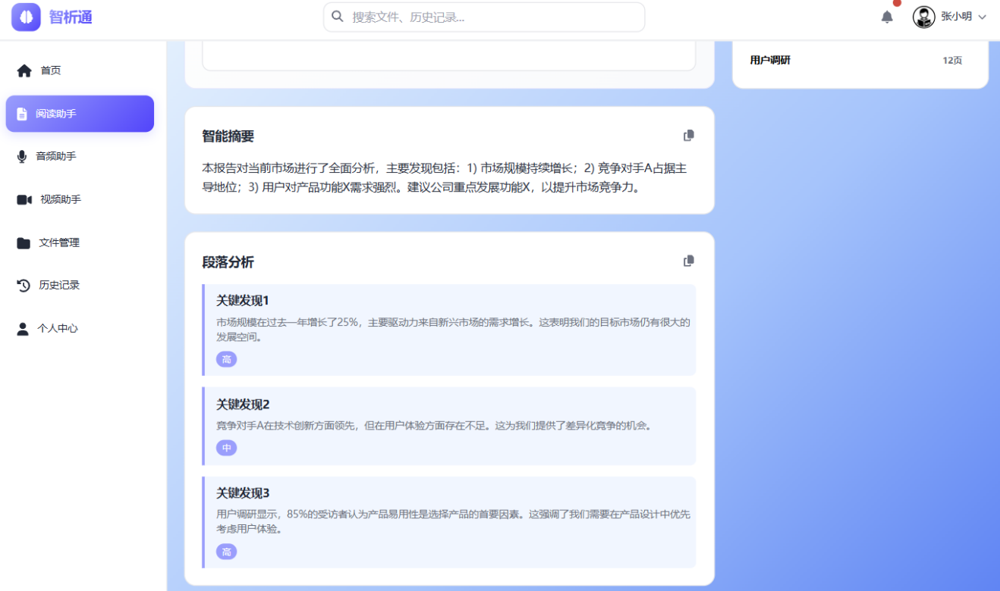 智析通
搜索文件、历史记录...
张小明
首页
阅读助手
音频助手
视频助手
文件管理
历史记录
个人中心
用户调研
12页
智能摘要
本报告对当前市场进行了全面分析，主要发现包括：1) 市场规模持续增长；2) 竞争对手A占据主
导地位；3) 用户对产品功能X需求强烈。建议公司重点发展功能X，以提升市场竞争力。
段落分析
关键发现1
市场规模在过去一年增长了25%，主要驱动力来自新兴市场的需求增长。这表明我们的目标市场仍有很大的
发展空间。
高
关键发现2
竞争对手A在技术创新方面领先，但在用户体验方面存在不足。这为我们提供了差异化竞争的机会。
中
关键发现3
用户调研显示，85%的受访者认为产品易用性是选择产品的首要因素。这强调了我们需要在产品设计中优先
考虑用户体验。
高